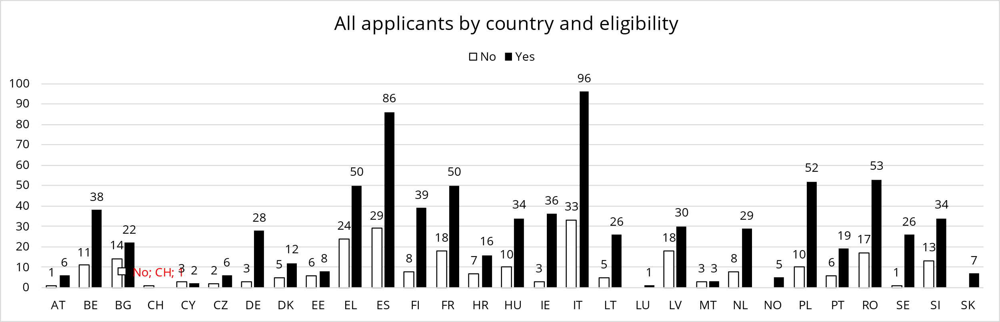 All applicants by country and eligibility
No Yes
100
90
80
70
60
50
40
30
20
10
0
1 6 11 38 14 22 No; CH; 1 3 2 2 6 3 28 5 12 6 8 24 50 29 86 8 39 18 50 7 16 10 34 3 36 33 96 5 26 1 18 30 3 3 8 29 5 10 52 6 19 17 53 1 26 13 34 7
AT BE BG CH CY CZ DE DK EE EL ES FI FR HR HU IE IT LT LU LV MT NL NO PL PT RO SE SI SK